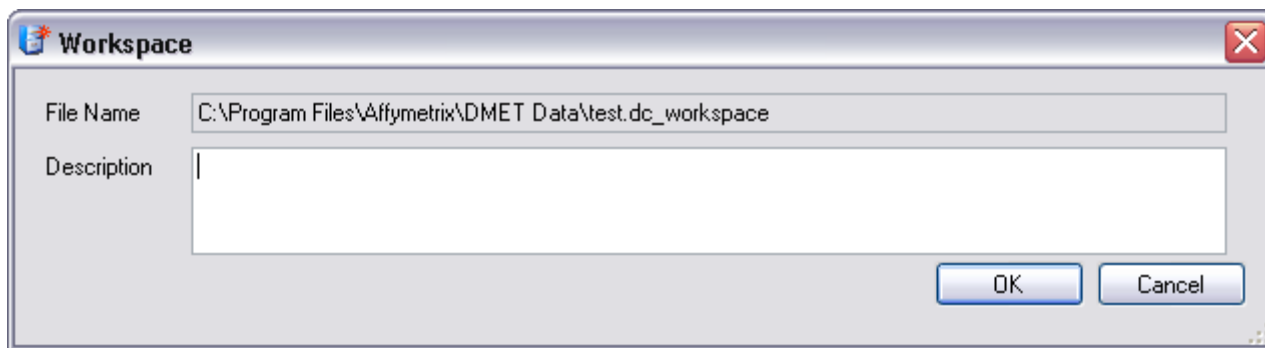 Workspace
File Name C:\Program Files\Affymetrix\DMET Data\test.dc_workspace
Description
OK Cancel